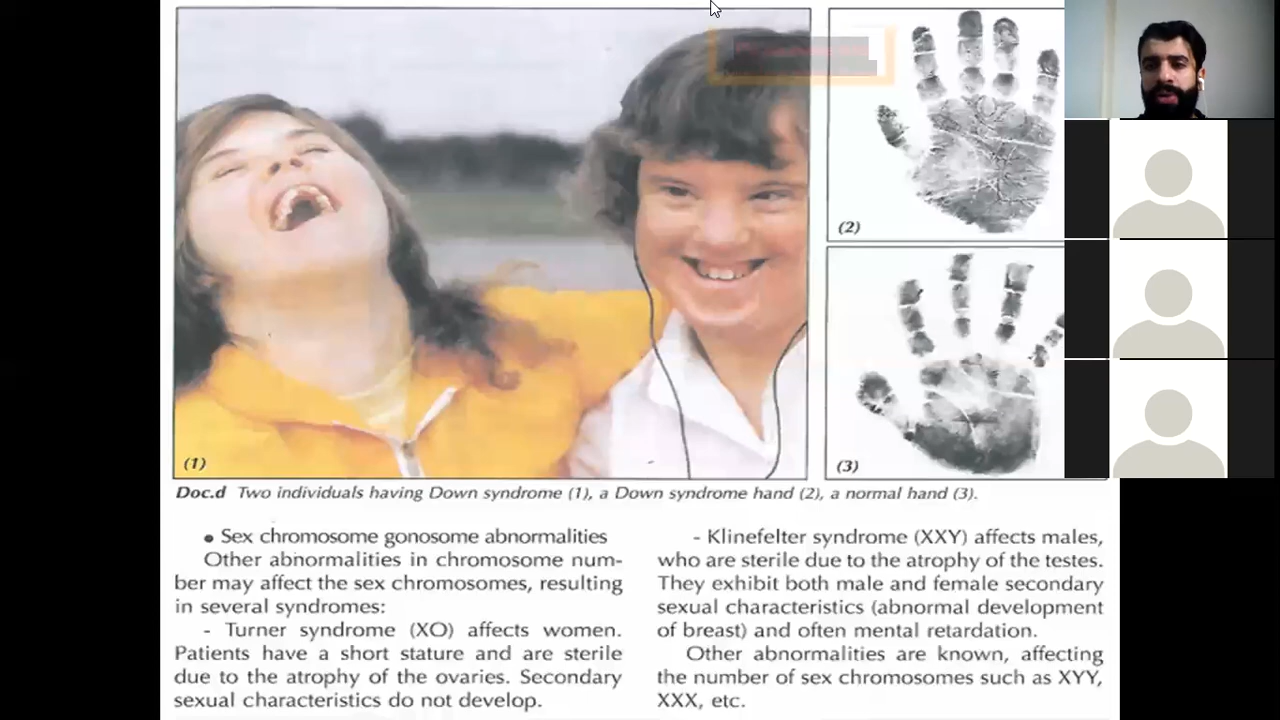 (1)
(2)
(3)
Doc.d Two individuals having Down syndrome (1), a Down syndrome hand (2), a normal hand (3).
• Sex chromosome gonosome abnormalities
Other abnormalities in chromosome num-
ber may affect the sex chromosomes, resulting
in several syndromes:
- Turner syndrome (XO) affects women.
Patients have a short stature and are sterile
due to the atrophy of the ovaries. Secondary
sexual characteristics do not develop.
- Klinefelter syndrome (XXY) affects males,
who are sterile due to the atrophy of the testes.
They exhibit both male and female secondary
sexual characteristics (abnormal development
of breast) and often mental retardation.
Other abnormalities are known, affecting
the number of sex chromosomes such as XYY,
XXX, etc.